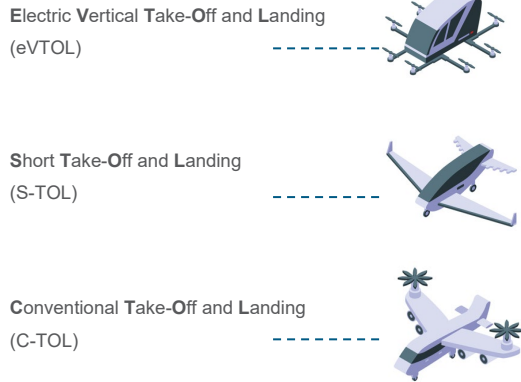 Electric Vertical Take-Off and Landing
(eVTOL)
Short Take-Off and Landing
(S-TOL)
Conventional Take-Off and Landing
(C-TOL)